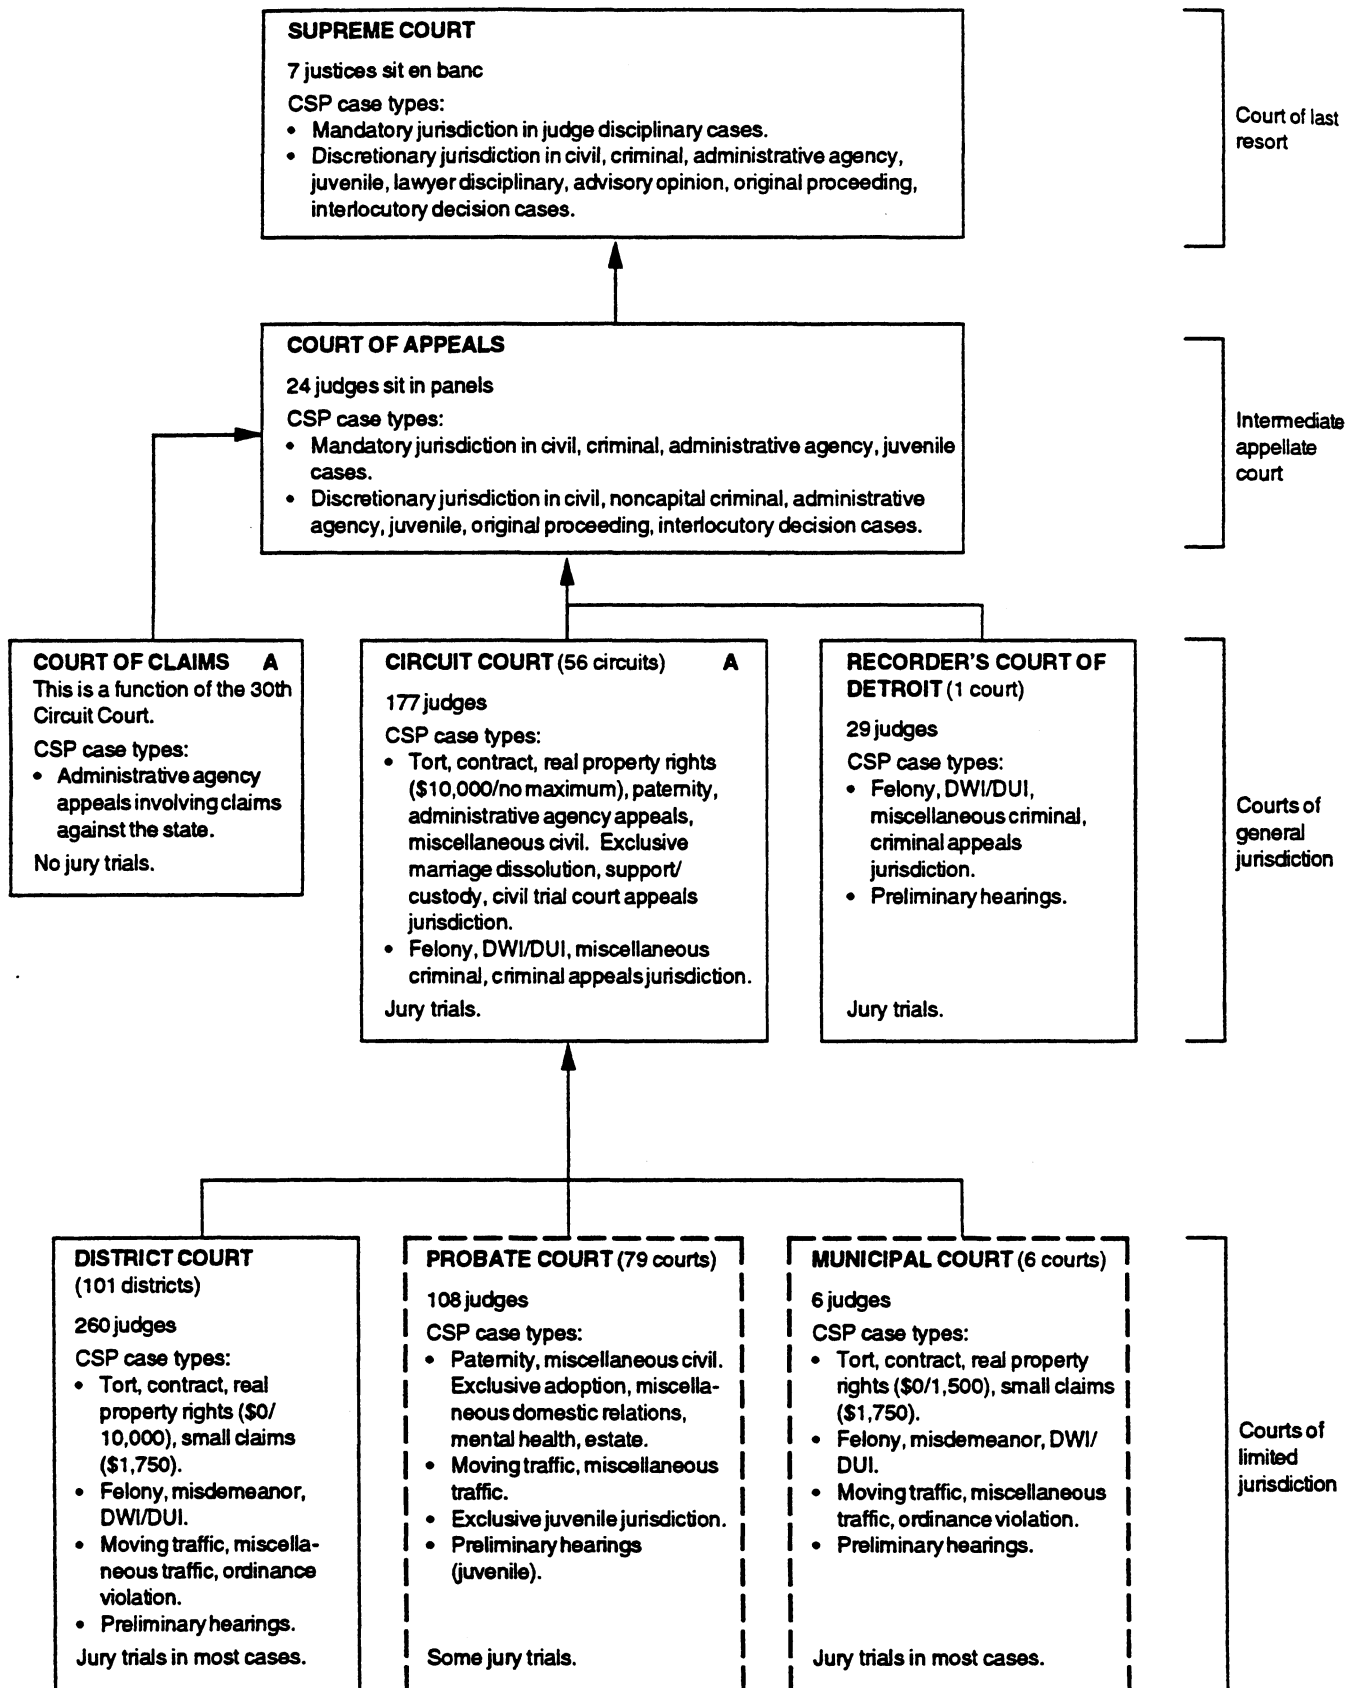 SUPREME COURT
7 justices sit en banc
CSP case types:
• Mandatory jurisdiction in judge disciplinary cases.
• Discretionary jurisdiction in civil, criminal, administrative agency,
juvenile, lawyer disciplinary, advisory opinion, original proceeding,
interlocutory decision cases.
Court of last
resort
COURT OF APPEALS
24 judges sit in panels
CSP case types:
• Mandatory jurisdiction in civil, criminal, administrative agency, juvenile
cases.
• Discretionary jurisdiction in civil, noncapital criminal, administrative
agency, juvenile, original proceeding, interlocutory decision cases.
Intermediate
appellate
court
COURT OF CLAIMS A
This is a function of the 30th
Circuit Court.
CSP case types:
• Administrative agency
appeals involving claims
against the state.
No jury trials.
CIRCUIT COURT (56 circuits) A
177 judges
CSP case types:
• Tort, contract, real property rights
($10,000/no maximum), paternity,
administrative agency appeals,
miscellaneous civil. Exclusive
marriage dissolution, support/
custody, civil trial court appeals
jurisdiction.
• Felony, DWI/DUI, miscellaneous
criminal, criminal appeals jurisdiction.
Jury trials.
RECORDER'S COURT OF
DETROIT (1 court)
29 judges
CSP case types:
• Felony, DWI/DUI,
miscellaneous criminal,
criminal appeals
jurisdiction.
• Preliminary hearings.
Jury trials.
Courts of
general
jurisdiction
DISTRICT COURT
(101 districts)
260 judges
CSP case types:
• Tort, contract, real
property rights ($0/
10,000), small claims
($1,750).
• Felony, misdemeanor,
DWI/DUI.
• Moving traffic, miscella-
neous traffic, ordinance
violation.
• Preliminary hearings.
Jury trials in most cases.
PROBATE COURT (79 courts)
108 judges
CSP case types:
• Paternity, miscellaneous civil.
Exclusive adoption, miscella-
neous domestic relations,
mental health, estate.
• Moving traffic, miscellaneous
traffic.
• Exclusive juvenile jurisdiction.
• Preliminary hearings
(juvenile).
Some jury trials.
MUNICIPAL COURT (6 courts)
6 judges
CSP case types:
• Tort, contract, real property
rights ($0/1,500), small claims
($1,750).
• Felony, misdemeanor, DWI/
DUI.
• Moving traffic, miscellaneous
traffic, ordinance violation.
• Preliminary hearings.
Jury trials in most cases.
Courts of
limited
jurisdiction